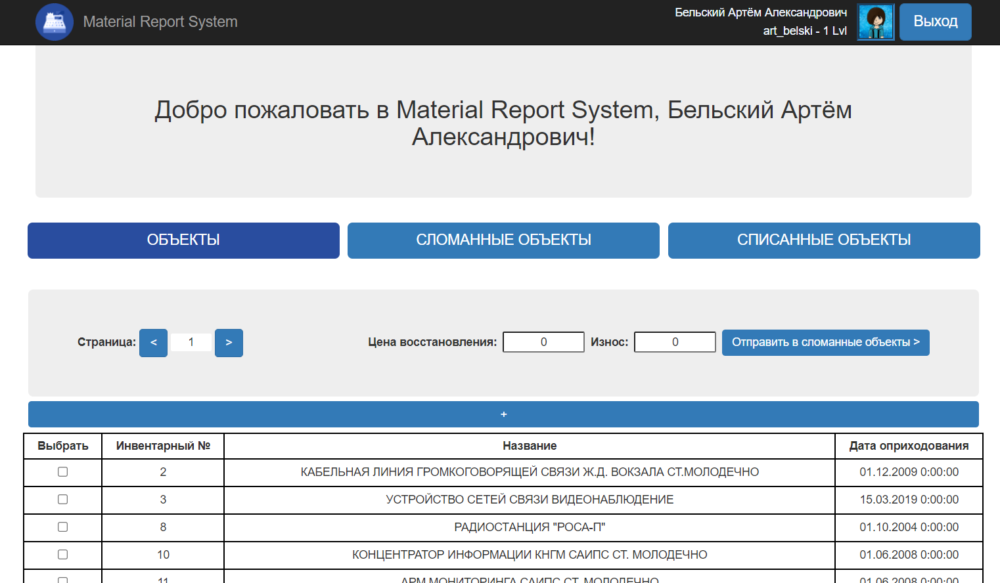 Material Report System
Бельский Артём Александрович
art_belski - 1 Lvl
Выход
Добро пожаловать в Material Report System, Бельский Артём
Александрович!
ОБЪЕКТЫ
СЛОМАННЫЕ ОБЪЕКТЫ
СПИСАННЫЕ ОБЪЕКТЫ
Страница: < 1 >
Цена восстановления: 0 Износ: 0 Отправить в сломанные объекты >
+
Выбрать Инвентарный № Название Дата оприходования
2 КАБЕЛЬНАЯ ЛИНИЯ ГРОМКОГОВОРЯЩЕЙ СВЯЗИ Ж.Д. ВОКЗАЛА СТ.МОЛОДЕЧНО 01.12.2009 0:00:00
3 УСТРОЙСТВО СЕТЕЙ СВЯЗИ ВИДЕОНАБЛЮДЕНИЕ 15.03.2019 0:00:00
8 РАДИОСТАНЦИЯ "РОСА-П" 01.10.2004 0:00:00
10 КОНЦЕНТРАТОР ИНФОРМАЦИИ КНГМ САИПС СТ. МОЛОДЕЧНО 01.06.2008 0:00:00
11 АРМ МОНИТОРИНГА САИПС СТ. МОЛОДЕЧНО 01.06.2008 0:00:00